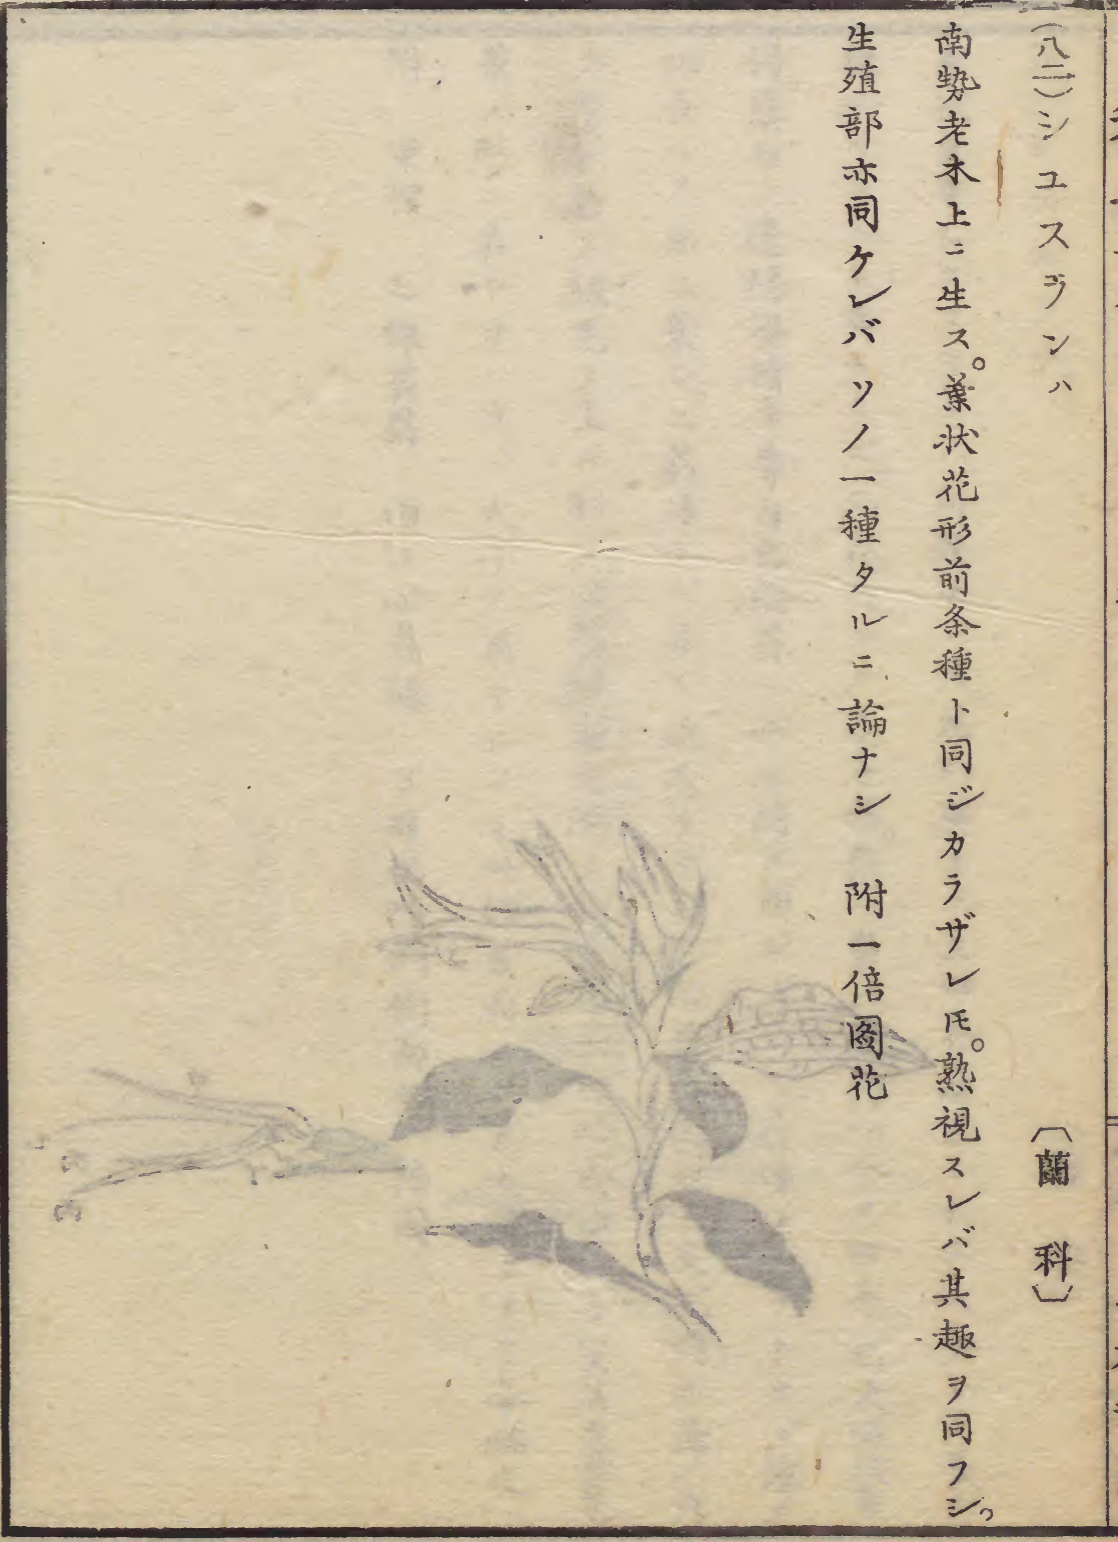 （八二）シユスラン ハ 〔蘭科〕
南勢老木上ニ生ス。葉状花形前条種ト同ジカラザレ𪜈。熟視スレバ其趣ヲ同フシ。
生殖部亦同ケレバソノ一種タルニ論ナシ 附一倍圖花